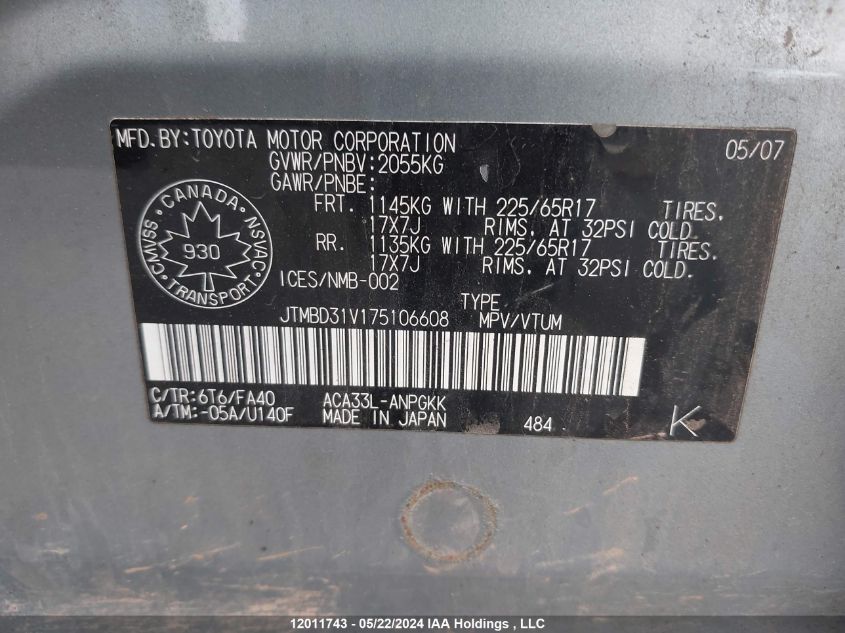 MFD.BY:TOYOTA MOTOR CORPORATION 05/07
GVWR/PNBV:2055KG
GAWR/PNBE:
FRT. 1145KG WITH 225/65R17 TIRES.
17X7J RIMS. AT 32PSI COLD.
RR. 1135KG WITH 225/65R17 TIRES.
17X7J RIMS. AT 32PSI COLD.
ICES/NMB-002
CANADA
CMVSS
NSVAC
930
TRANSPORT
TYPE
JTMBD31V175106608 MPV/VTUM
C/TR:6T6/FA40 ACA33L-ANPGKK
A/TM:-05A/U140F MADE IN JAPAN 484 K
12011743 - 05/22/2024 IAA Holdings , LLC